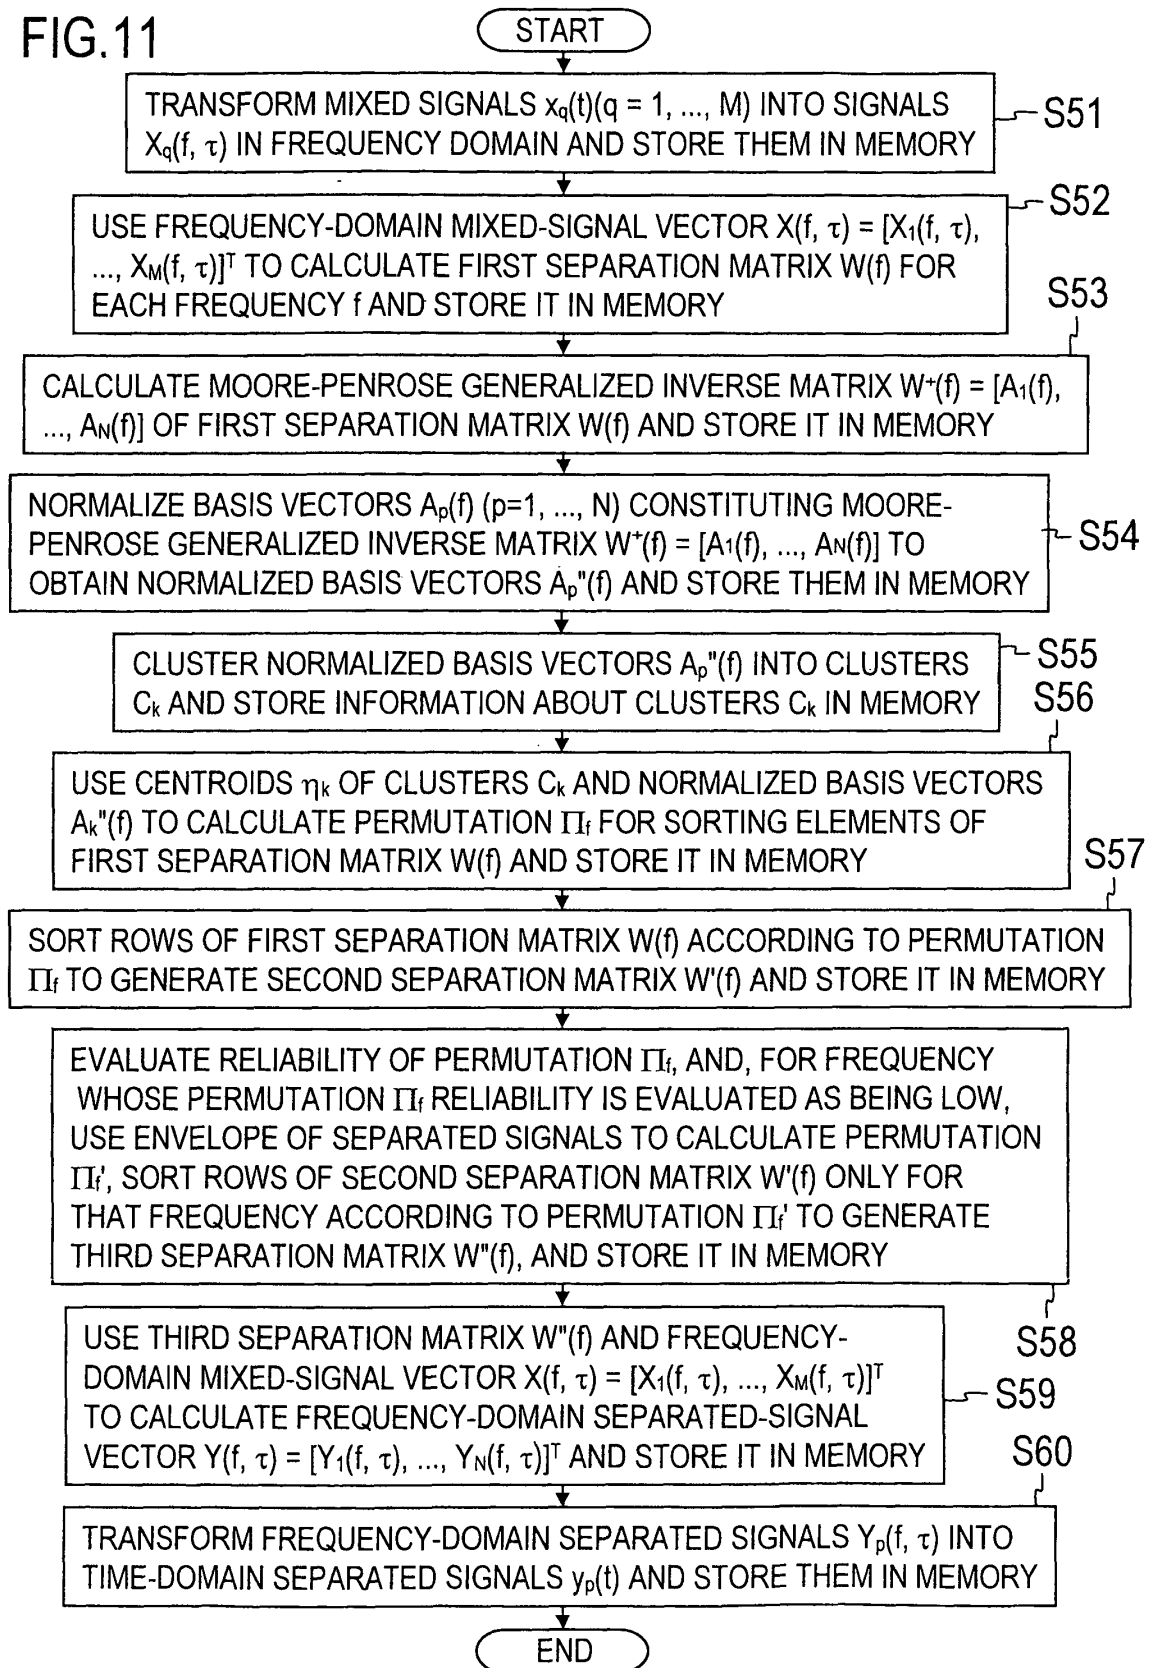 FIG.11
START
TRANSFORM MIXED SIGNALS xq(t)(q = 1, ..., M) INTO SIGNALS
Xq(f, τ) IN FREQUENCY DOMAIN AND STORE THEM IN MEMORY
S51
USE FREQUENCY-DOMAIN MIXED-SIGNAL VECTOR X(f, τ) = [X1(f, τ),
..., XM(f, τ)]T TO CALCULATE FIRST SEPARATION MATRIX W(f) FOR
EACH FREQUENCY f AND STORE IT IN MEMORY
S52
CALCULATE MOORE-PENROSE GENERALIZED INVERSE MATRIX W+(f) = [A1(f),
..., AN(f)] OF FIRST SEPARATION MATRIX W(f) AND STORE IT IN MEMORY
S53
NORMALIZE BASIS VECTORS Ap(f) (p=1, ..., N) CONSTITUTING MOORE-
PENROSE GENERALIZED INVERSE MATRIX W+(f) = [A1(f), ..., AN(f)] TO
OBTAIN NORMALIZED BASIS VECTORS Ap"(f) AND STORE THEM IN MEMORY
S54
CLUSTER NORMALIZED BASIS VECTORS Ap"(f) INTO CLUSTERS
Ck AND STORE INFORMATION ABOUT CLUSTERS Ck IN MEMORY
S55
USE CENTROIDS ηk OF CLUSTERS Ck AND NORMALIZED BASIS VECTORS
Ak"(f) TO CALCULATE PERMUTATION Πf FOR SORTING ELEMENTS OF
FIRST SEPARATION MATRIX W(f) AND STORE IT IN MEMORY
S56
SORT ROWS OF FIRST SEPARATION MATRIX W(f) ACCORDING TO PERMUTATION
Πf TO GENERATE SECOND SEPARATION MATRIX W'(f) AND STORE IT IN MEMORY
S57
EVALUATE RELIABILITY OF PERMUTATION Πf, AND, FOR FREQUENCY
WHOSE PERMUTATION Πf RELIABILITY IS EVALUATED AS BEING LOW,
USE ENVELOPE OF SEPARATED SIGNALS TO CALCULATE PERMUTATION
Πf', SORT ROWS OF SECOND SEPARATION MATRIX W'(f) ONLY FOR
THAT FREQUENCY ACCORDING TO PERMUTATION Πf' TO GENERATE
THIRD SEPARATION MATRIX W"(f), AND STORE IT IN MEMORY
S58
USE THIRD SEPARATION MATRIX W"(f) AND FREQUENCY-
DOMAIN MIXED-SIGNAL VECTOR X(f, τ) = [X1(f, τ), ..., XM(f, τ)]T
TO CALCULATE FREQUENCY-DOMAIN SEPARATED-SIGNAL
VECTOR Y(f, τ) = [Y1(f, τ), ..., YN(f, τ)]T AND STORE IT IN MEMORY
S59
TRANSFORM FREQUENCY-DOMAIN SEPARATED SIGNALS Yp(f, τ) INTO
TIME-DOMAIN SEPARATED SIGNALS yp(t) AND STORE THEM IN MEMORY
S60
END